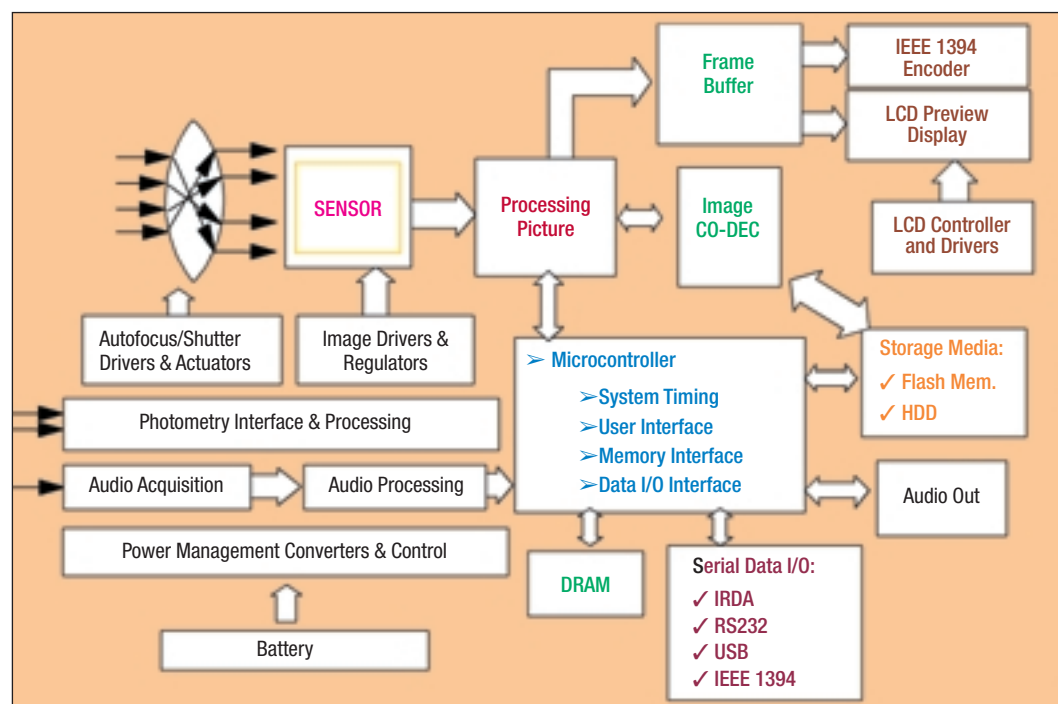 Frame
Buffer
IEEE 1394
Encoder
LCD Preview
Display
SENSOR
Processing
Picture
Image
CO-DEC
LCD Controller
and Drivers
Autofocus/Shutter
Drivers & Actuators
Image Drivers &
Regulators
➢ Microcontroller
➢System Timing
➢User Interface
➢Memory Interface
➢Data I/O Interface
Storage Media:
✓ Flash Mem.
✓ HDD
Photometry Interface & Processing
Audio Acquisition
Audio Processing
Audio Out
Power Management Converters & Control
DRAM
Serial Data I/O:
✓ IRDA
✓ RS232
✓ USB
✓ IEEE 1394
Battery